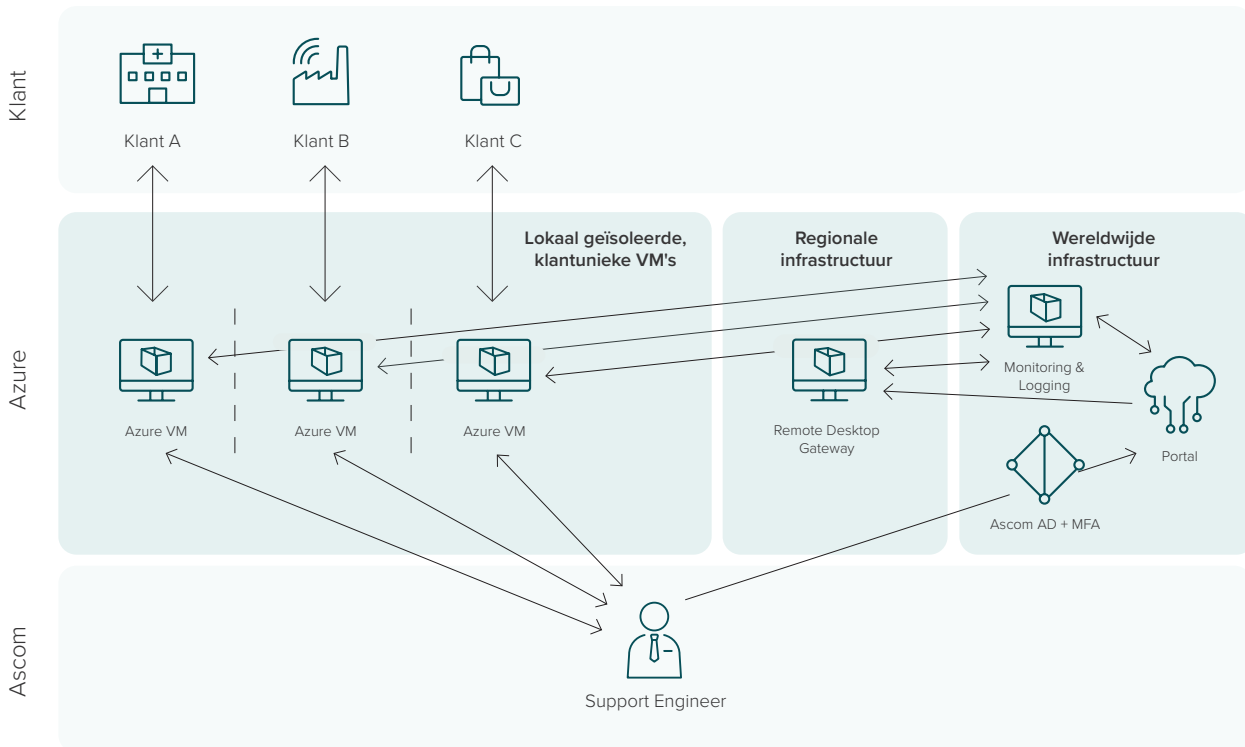 Klant
Klant A
Klant B
Klant C
Azure
Lokaal geïsoleerde,
klantunieke VM's
Regionale
infrastructuur
Wereldwijde
infrastructuur
Azure VM
Azure VM
Azure VM
Remote Desktop
Gateway
Monitoring &
Logging
Portal
Ascom AD + MFA
Ascom
Support Engineer